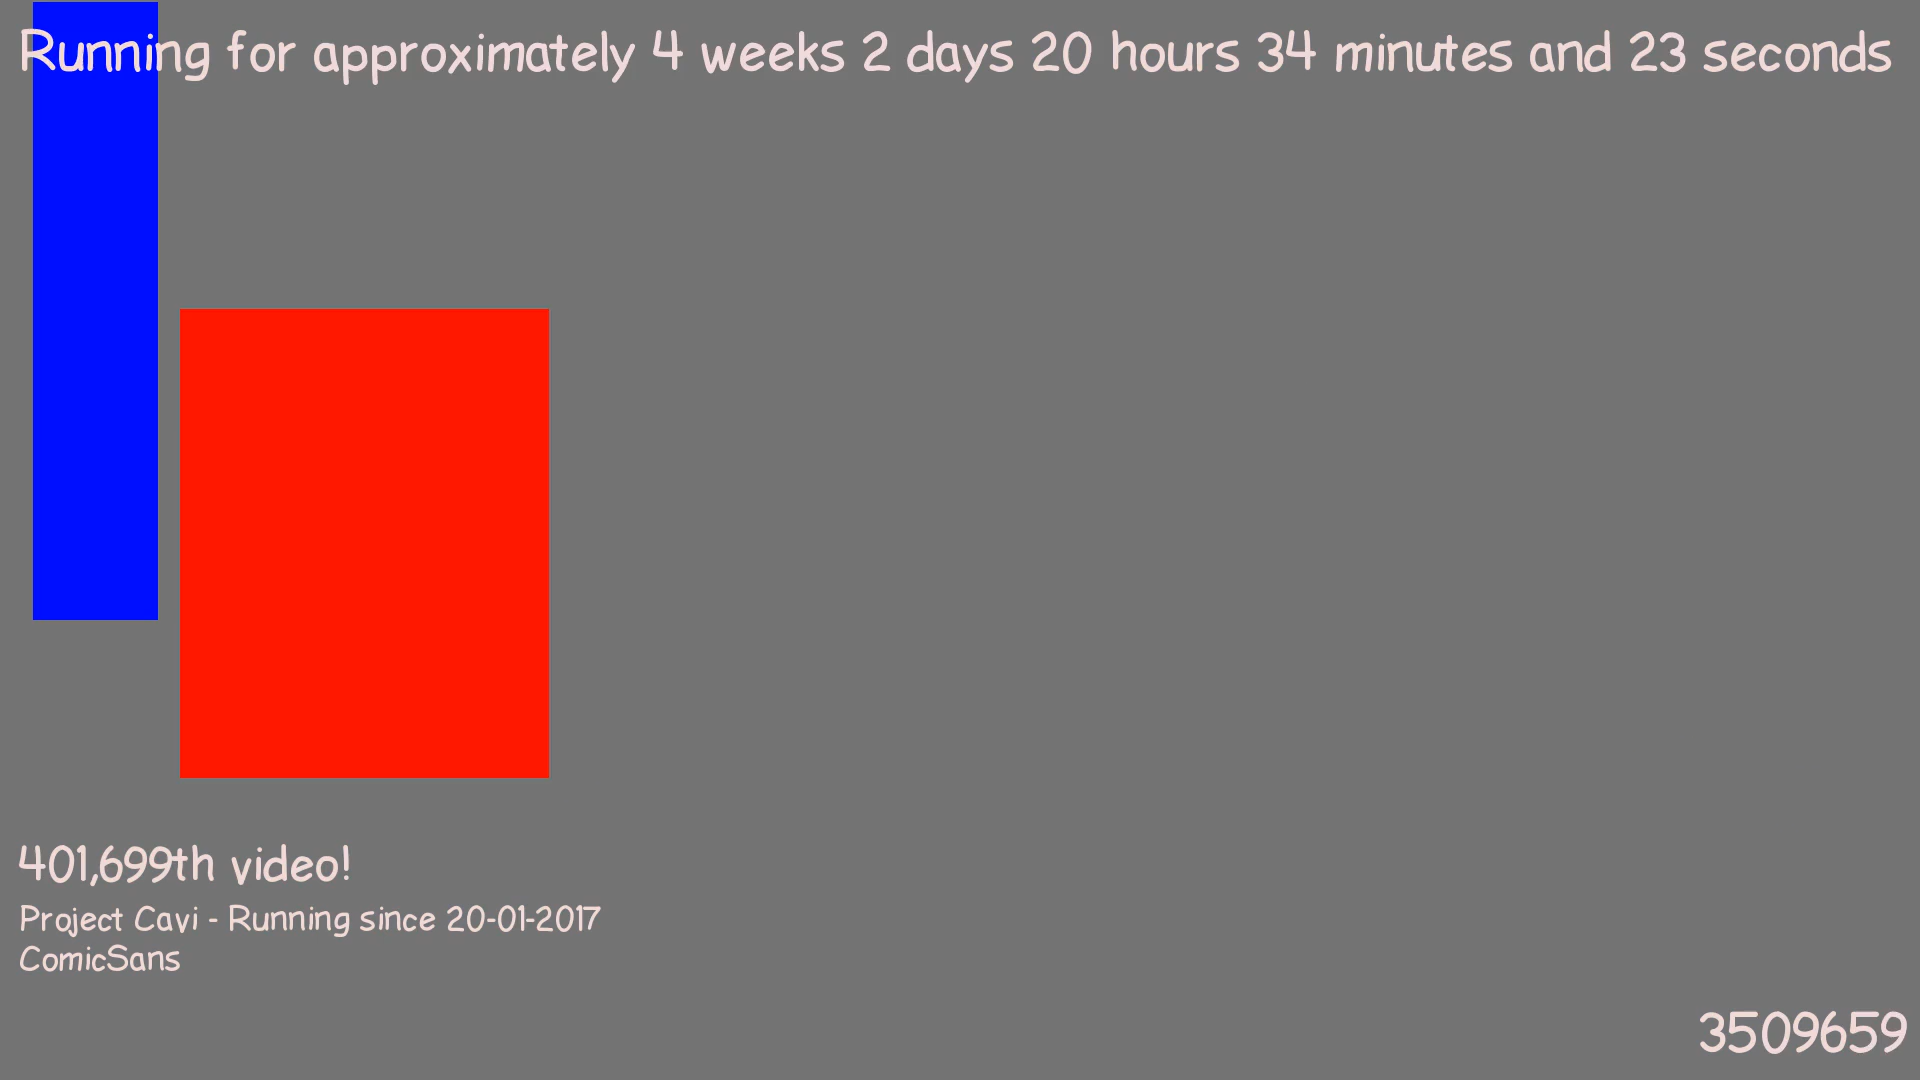 Running for approximately 4 weeks 2 days 20 hours 34 minutes and 23 seconds
401,699th video!
Project Cavi - Running since 20-01-2017
ComicSans
3509659